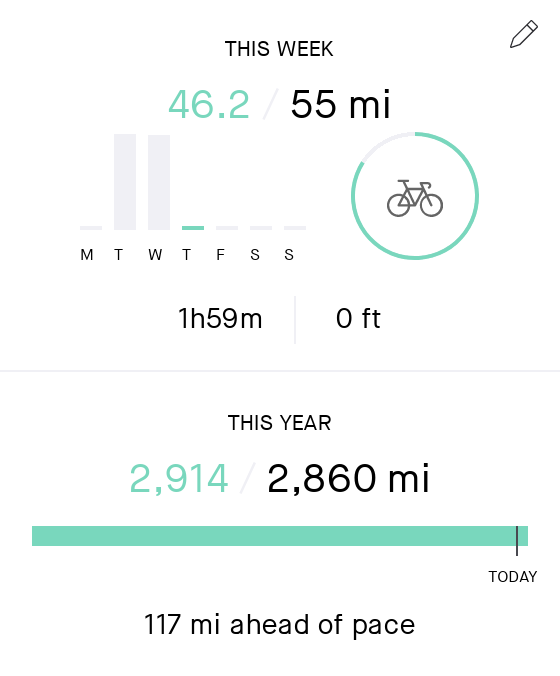 THIS WEEK
46.2 / 55 mi
M T W T F S S
1h59m 0 ft
THIS YEAR
2,914 / 2,860 mi
TODAY
117 mi ahead of pace